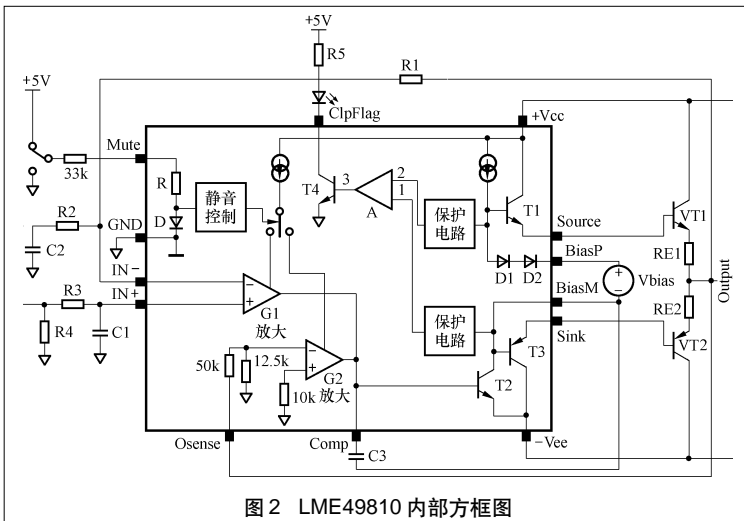 +5V
R5
R1
+5V
ClpFlag
+Vcc
Mute
33k
R
静音
控制
T4
3
A
2
1
保护
电路
T1
Source
VT1
R2
GND
D
D1
D2
BiasP
RE1
C2
IN−
Vbias
Output
R3
IN+
G1
放大
BiasM
RE2
R4
C1
保护
电路
T3
Sink
VT2
50k
12.5k
G2
放大
10k
T2
Osense
Comp
C3
−Vee
图2 LME49810 内部方框图